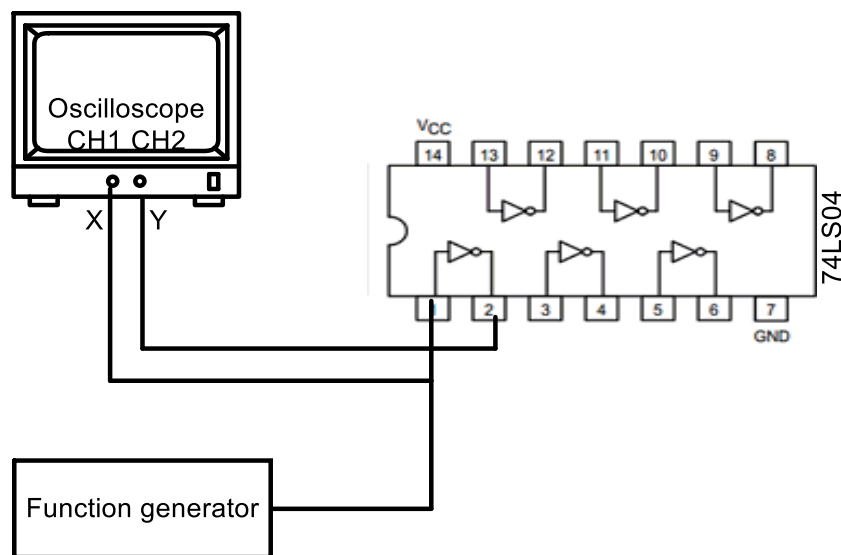 Oscilloscope
CH1 CH2
X Y
VCC
14 13 12 11 10 9 8
1 2 3 4 5 6 7
GND
74LS04
Function generator